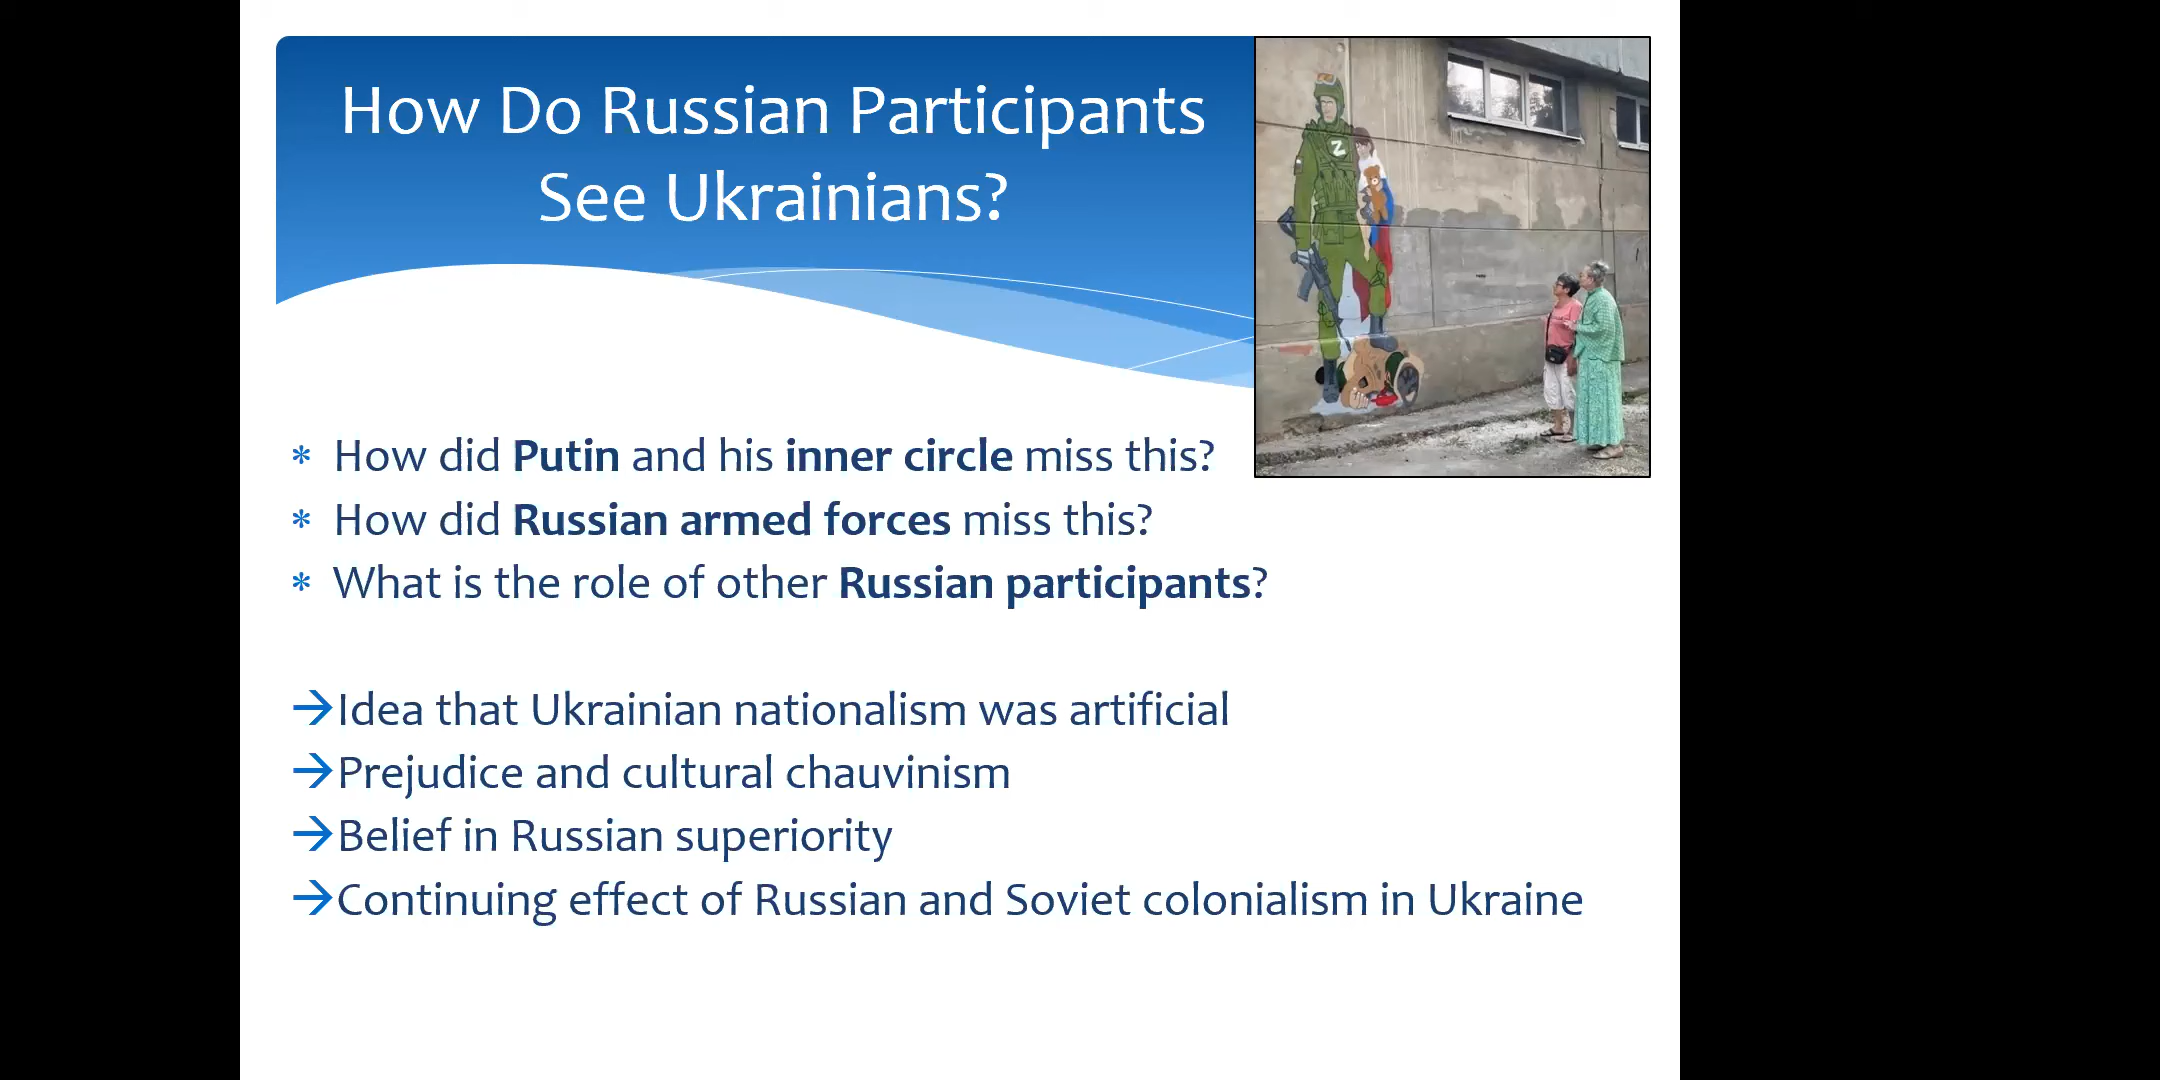 How Do Russian Participants
See Ukrainians?
Z
* How did Putin and his inner circle miss this?
* How did Russian armed forces miss this?
* What is the role of other Russian participants?
→Idea that Ukrainian nationalism was artificial
→Prejudice and cultural chauvinism
→Belief in Russian superiority
→Continuing effect of Russian and Soviet colonialism in Ukraine